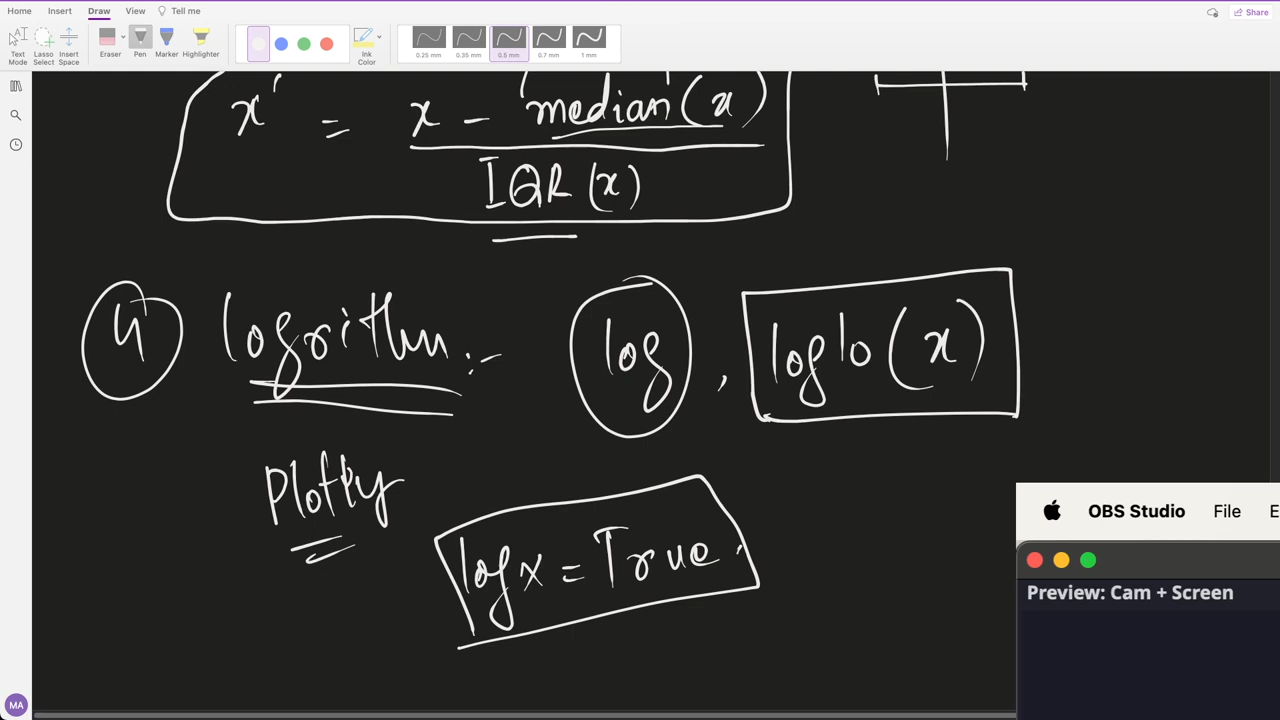 Home Insert Draw View Tell me
Share
Text Mode
Lasso Select
Insert Space
Eraser
Pen
Marker
Highlighter
Ink Color
0.25 mm 0.35 mm 0.5 mm 0.7 mm 1 mm
x' = x - median(x)
IQR (x)
4 logrithm :- log , loglo(x)
Plotly
logx = True
OBS Studio File E
Preview: Cam + Screen
MA